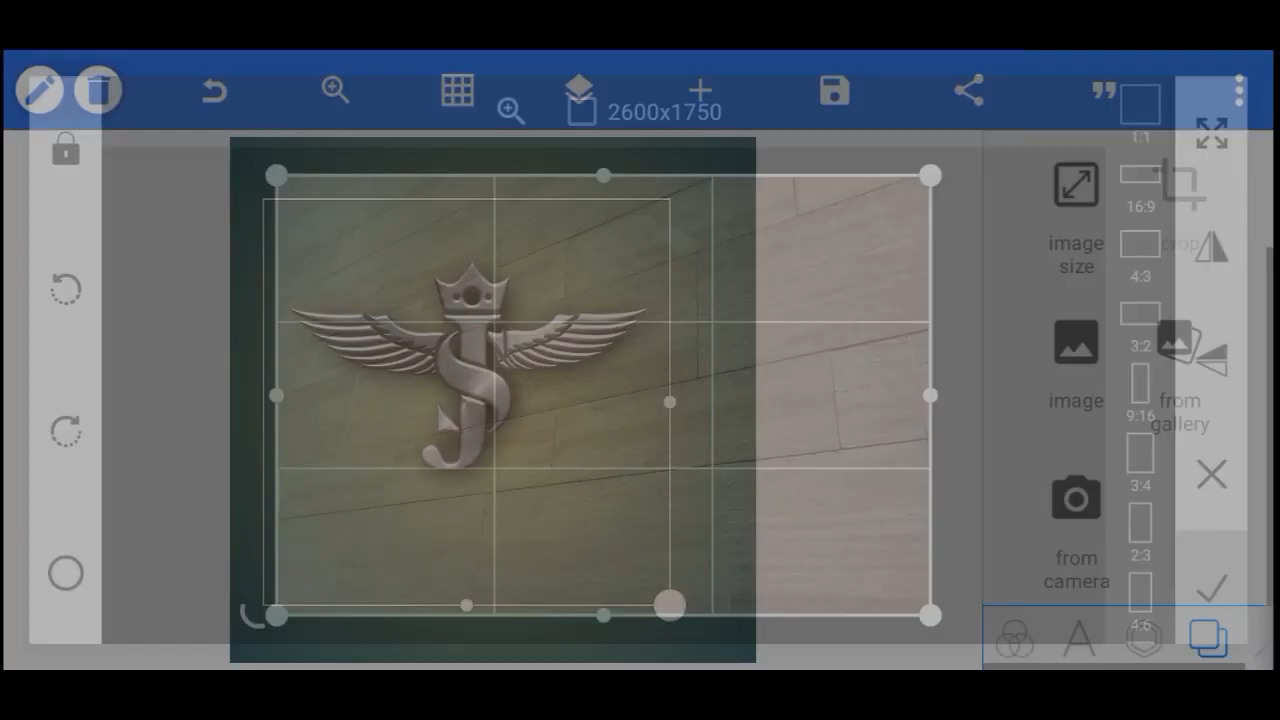 2600x1750
1:1
16:9
image
size
crop
4:3
3:2
image
from
gallery
9:16
3:4
2:3
from
camera
4:6